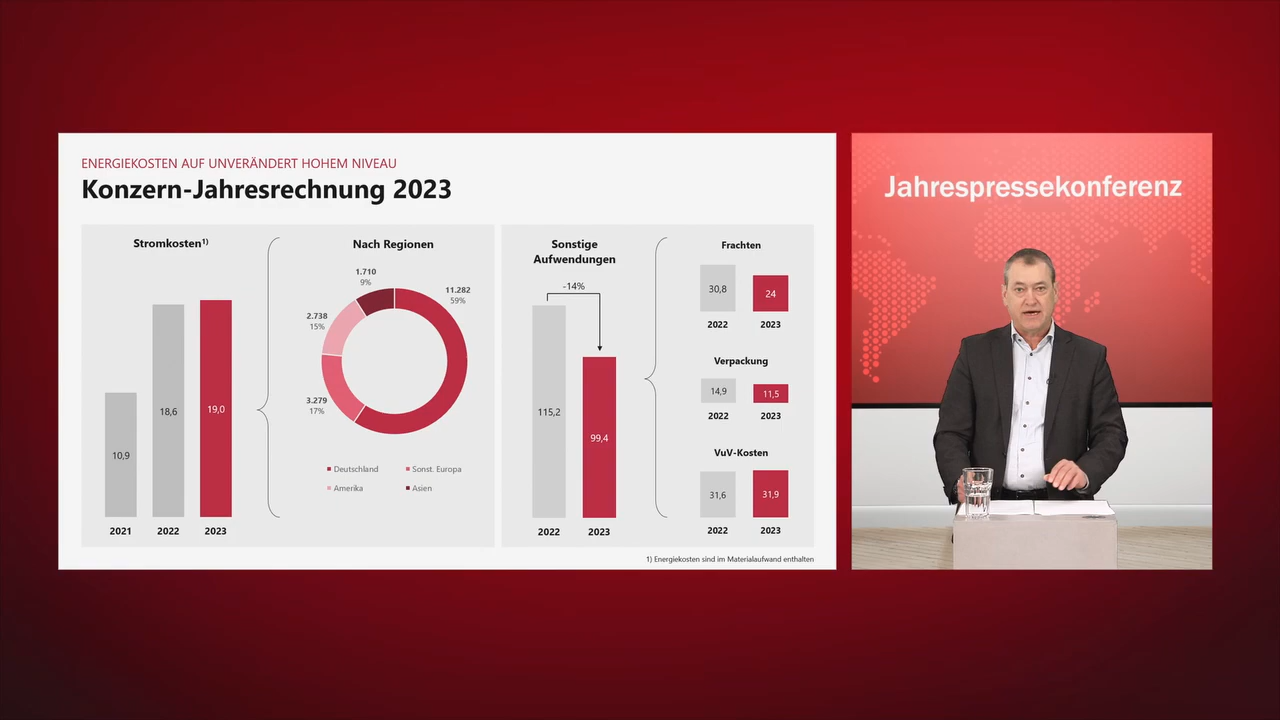 ENERGIEKOSTEN AUF UNVERÄNDERT HOHEM NIVEAU
Konzern-Jahresrechnung 2023
Stromkosten1)
10,9
18,6
19,0
2021
2022
2023
Nach Regionen
1.710
9%
11.282
59%
2.738
15%
3.279
17%
Deutschland
Sonst. Europa
Amerika
Asien
Sonstige
Aufwendungen
-14%
115,2
99,4
2022
2023
Frachten
30,8
24
2022
2023
Verpackung
14,9
11,5
2022
2023
VuV-Kosten
31,6
31,9
2022
2023
1) Energiekosten sind im Materialaufwand enthalten
Jahrespressekonferenz